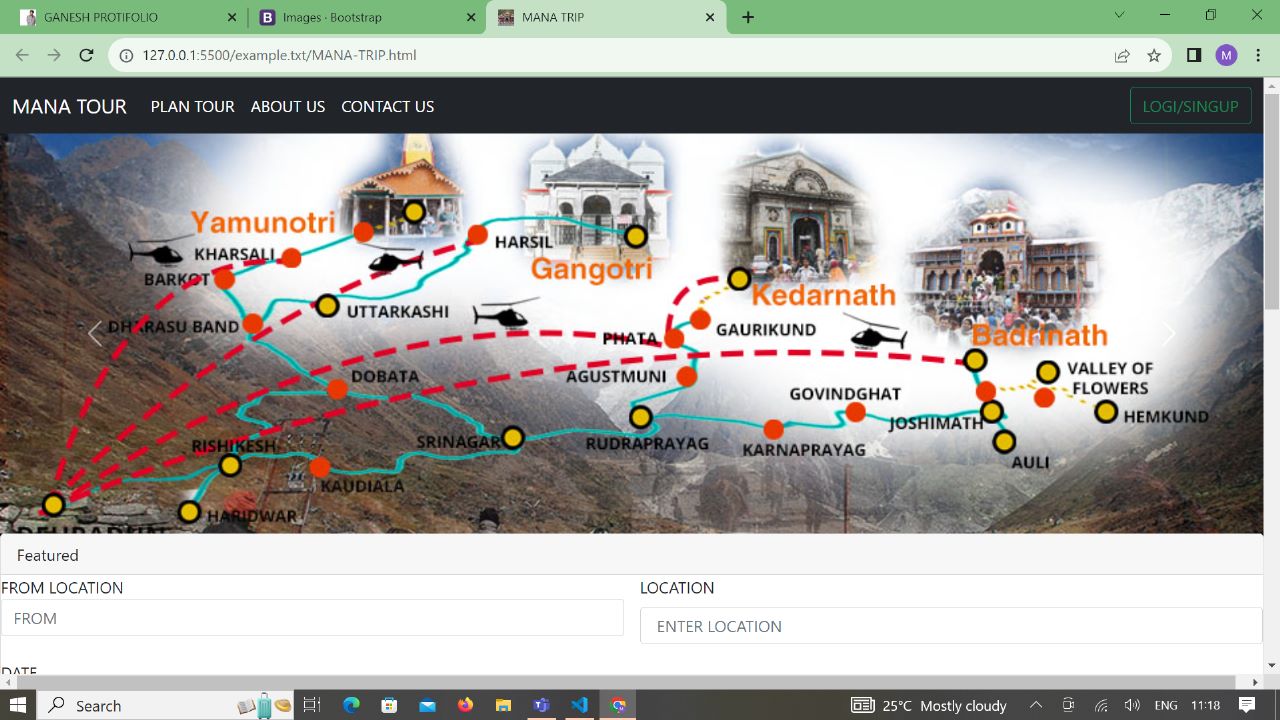 GANESH PROTIFOLIO
Images · Bootstrap
MANA TRIP
127.0.0.1:5500/example.txt/MANA-TRIP.html
M
MANA TOUR PLAN TOUR ABOUT US CONTACT US LOGI/SINGUP
Yamunotri
KHARSALI
BARKOT
HARSIL
Gangotri
UTTARKASHI
DHARASU BAND
Kedarnath
GAURIKUND
PHATA
Badrinath
DOBATA
AGUSTMUNI
VALLEY OF
FLOWERS
GOVINDGHAT
JOSHIMATH
HEMKUND
RISHIKESH
SRINAGAR
RUDRAPRAYAG
KARNAPRAYAG
AULI
KAUDIALA
HARIDWAR
DEHRADUN
Featured
FROM LOCATION
LOCATION
FROM
ENTER LOCATION
DATE
Search
25°C Mostly cloudy
ENG
11:18